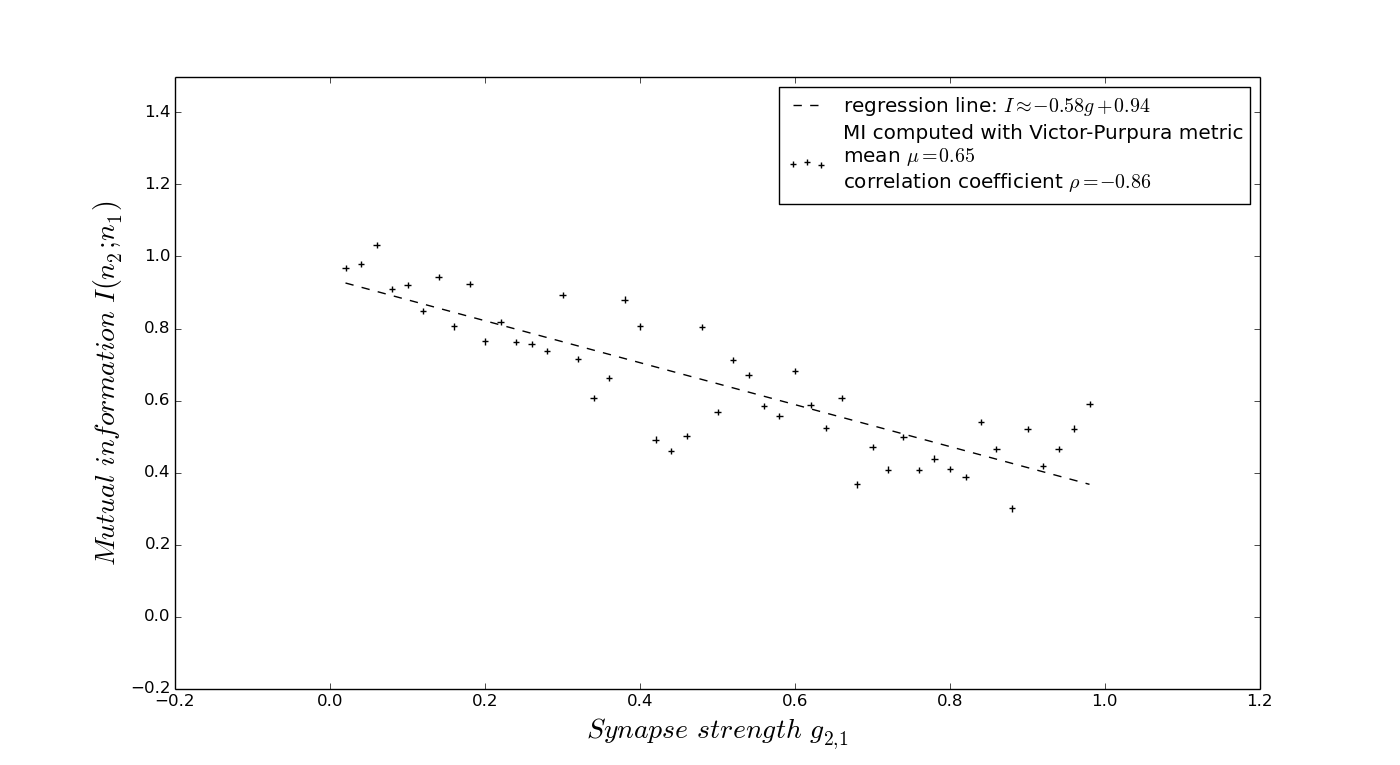 regression line: I≈−0.58g+0.94
MI computed with Victor-Purpura metric
mean μ=0.65
correlation coefficient ρ=−0.86
Mutual information I(n₂;n₁)
1.4
1.2
1.0
0.8
0.6
0.4
0.2
0.0
−0.2
−0.2 0.0 0.2 0.4 0.6 0.8 1.0 1.2
Synapse strength g₂,₁